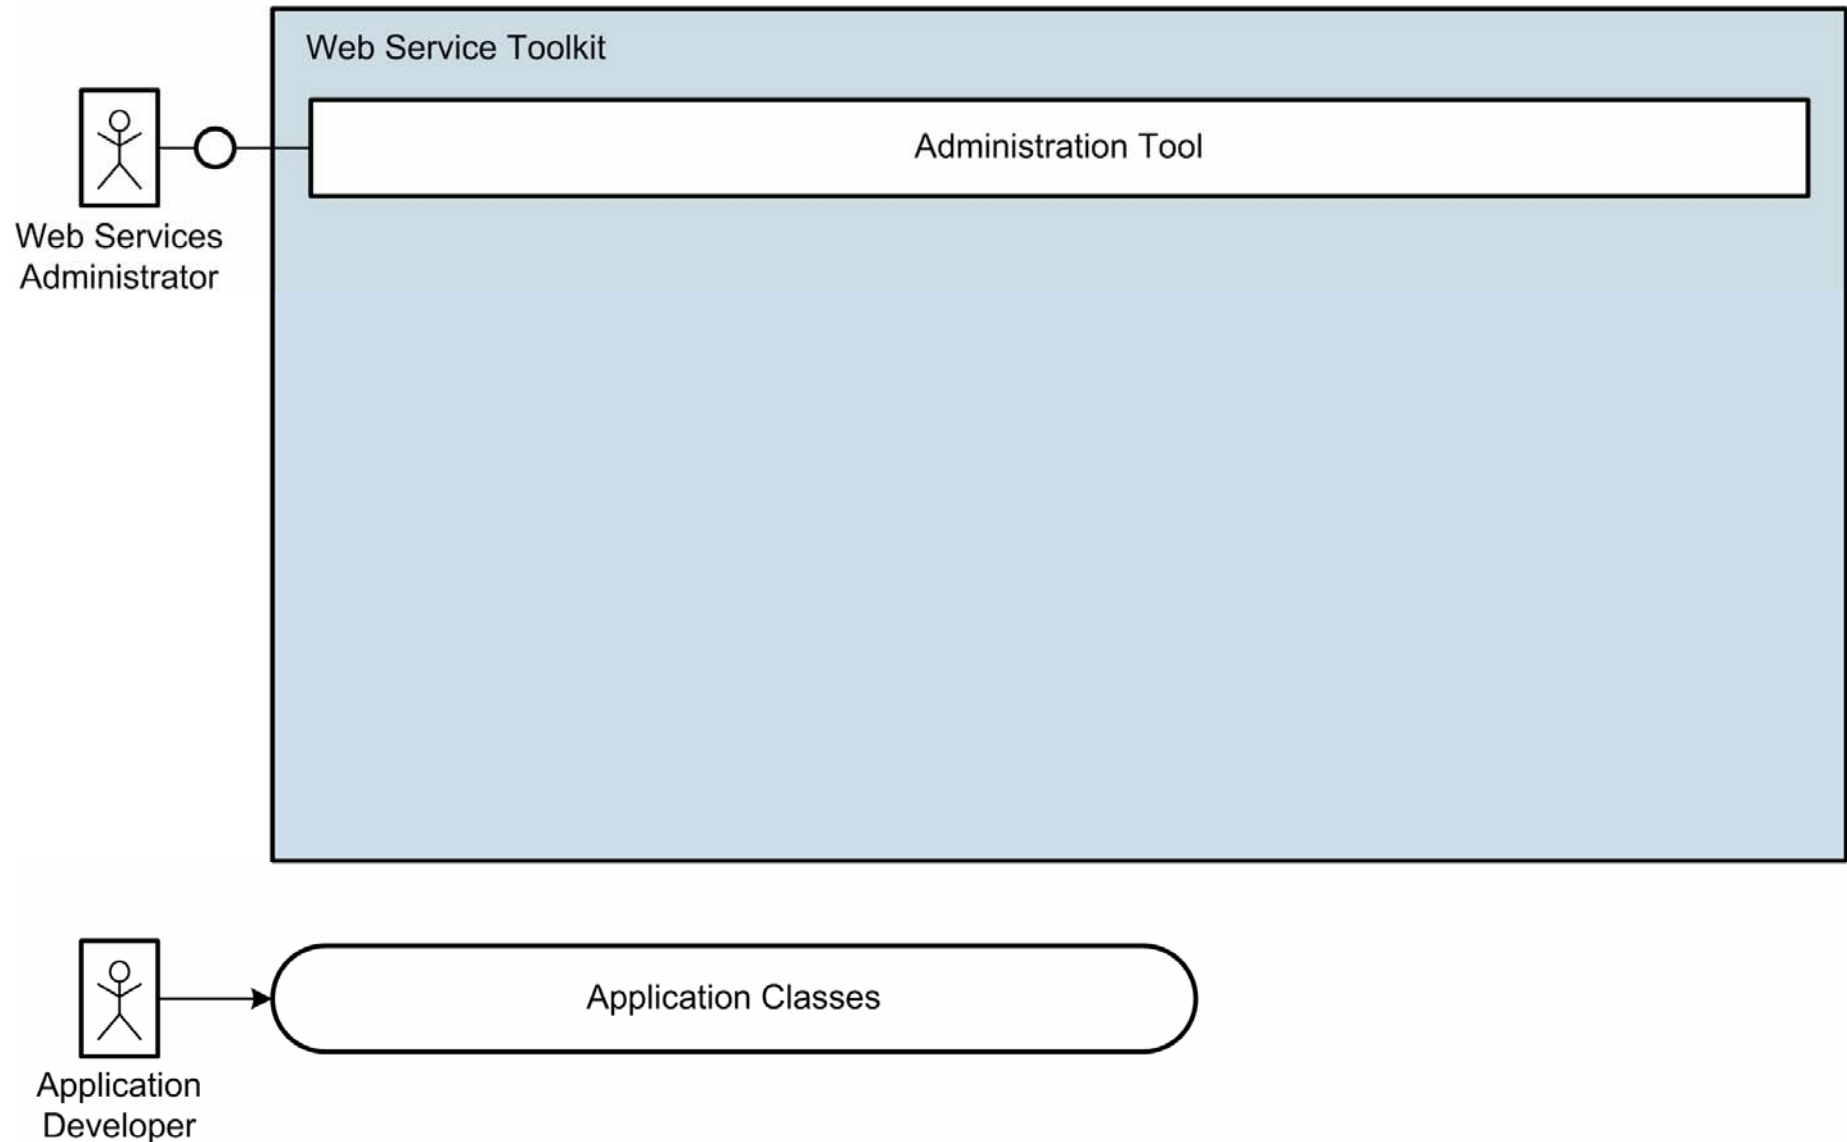 Web Service Toolkit
Administration Tool
Web Services
Administrator
Application Classes
Application
Developer